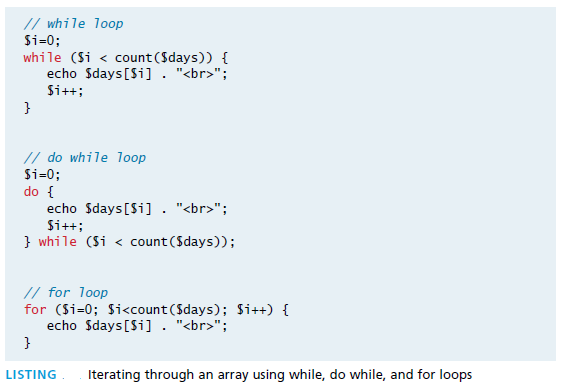 // while loop
$i=0;
while ($i < count($days)) {
echo $days[$i] . "<br>";
$i++;
}
// do while loop
$i=0;
do {
echo $days[$i] . "<br>";
$i++;
} while ($i < count($days));
// for loop
for ($i=0; $i<count($days); $i++) {
echo $days[$i] . "<br>";
}
LISTING . . Iterating through an array using while, do while, and for loops